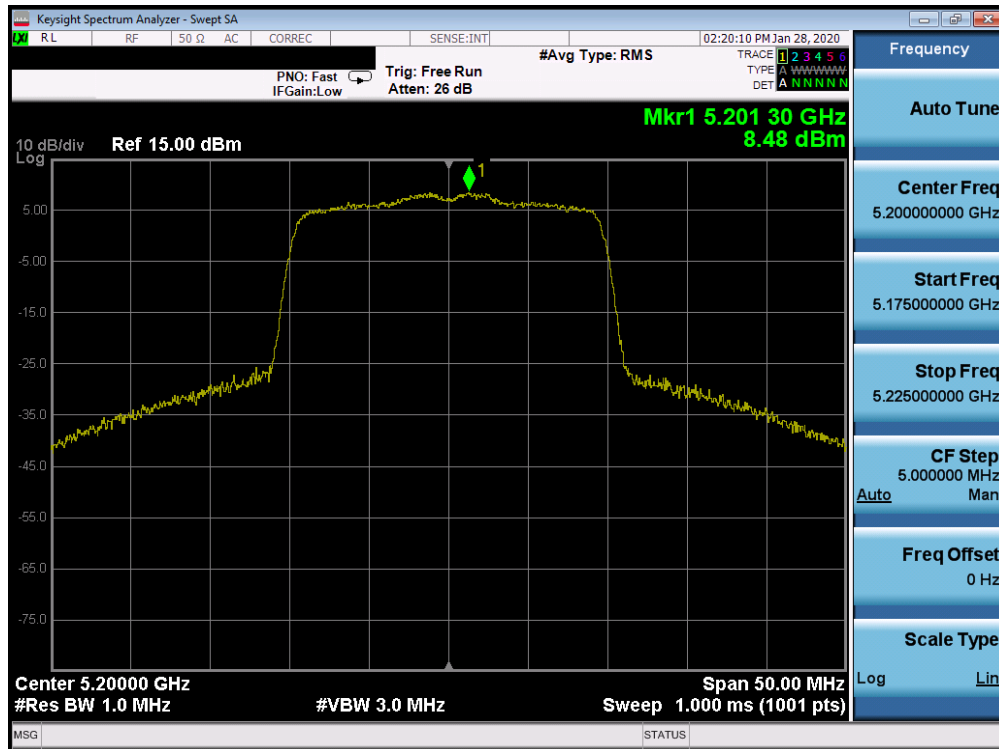 Keysight Spectrum Analyzer - Swept SA
LXI RL RF 50 Ω AC CORREC SENSE:INT 02:20:10 PM Jan 28, 2020
PNO: Fast
IFGain:Low
Trig: Free Run
Atten: 26 dB
#Avg Type: RMS
TRACE 1 2 3 4 5 6
TYPE A WWWWW
DET A N N N N N
Mkr1 5.201 30 GHz
8.48 dBm
10 dB/div Ref 15.00 dBm
Log
1
5.00
-5.00
-15.0
-25.0
-35.0
-45.0
-55.0
-65.0
-75.0
Center 5.20000 GHz Span 50.00 MHz
#Res BW 1.0 MHz #VBW 3.0 MHz Sweep 1.000 ms (1001 pts)
MSG STATUS
Frequency
Auto Tune
Center Freq
5.200000000 GHz
Start Freq
5.175000000 GHz
Stop Freq
5.225000000 GHz
CF Step
5.000000 MHz
Auto Man
Freq Offset
0 Hz
Scale Type
Log Lin